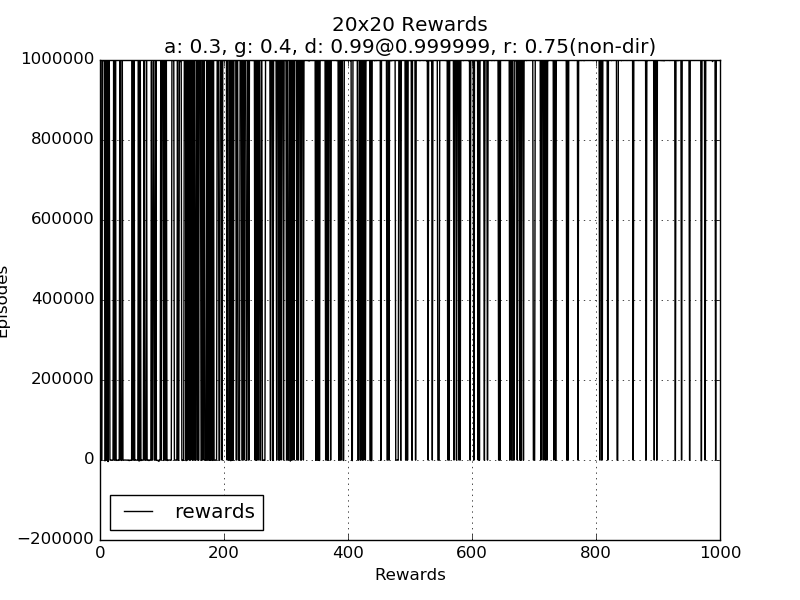 20x20 Rewards
a: 0.3, g: 0.4, d: 0.99@0.999999, r: 0.75(non-dir)
1000000
800000
600000
400000
200000
0
−200000
Episodes
rewards
0 200 400 600 800 1000
Rewards